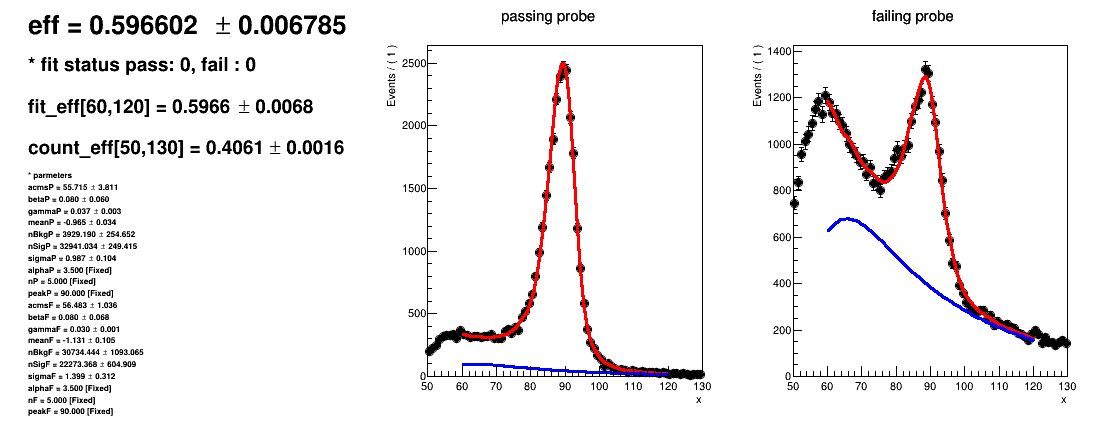 eff = 0.596602 ± 0.006785
* fit status pass: 0, fail : 0
fit_eff[60,120] = 0.5966 ± 0.0068
count_eff[50,130] = 0.4061 ± 0.0016
* parmeters
acmsP = 55.715 ± 3.811
betaP = 0.080 ± 0.060
gammaP = 0.037 ± 0.003
meanP = -0.965 ± 0.034
nBkgP = 3929.190 ± 254.652
nSigP = 32941.034 ± 249.415
sigmaP = 0.987 ± 0.104
alphaP = 3.500 [Fixed]
nP = 5.000 [Fixed]
peakP = 90.000 [Fixed]
acmsF = 56.483 ± 1.036
betaF = 0.080 ± 0.068
gammaF = 0.030 ± 0.001
meanF = -1.131 ± 0.105
nBkgF = 30734.444 ± 1093.065
nSigF = 22273.368 ± 604.909
sigmaF = 1.399 ± 0.312
alphaF = 3.500 [Fixed]
nF = 5.000 [Fixed]
peakF = 90.000 [Fixed]
passing probe
Events / ( 1 )
2500
2000
1500
1000
500
0
50 60 70 80 90 100 110 120 130
x
failing probe
Events / ( 1 )
1400
1200
1000
800
600
400
200
0
50 60 70 80 90 100 110 120 130
x